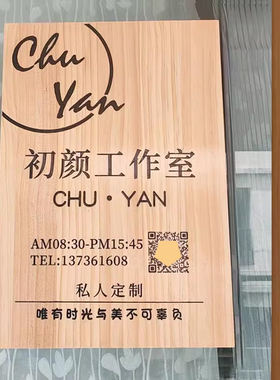 Chu
Yan
初颜工作室
CHU·YAN
AM08:30-PM15:45
TEL:137361608
私人定制
唯有时光与美不可辜负